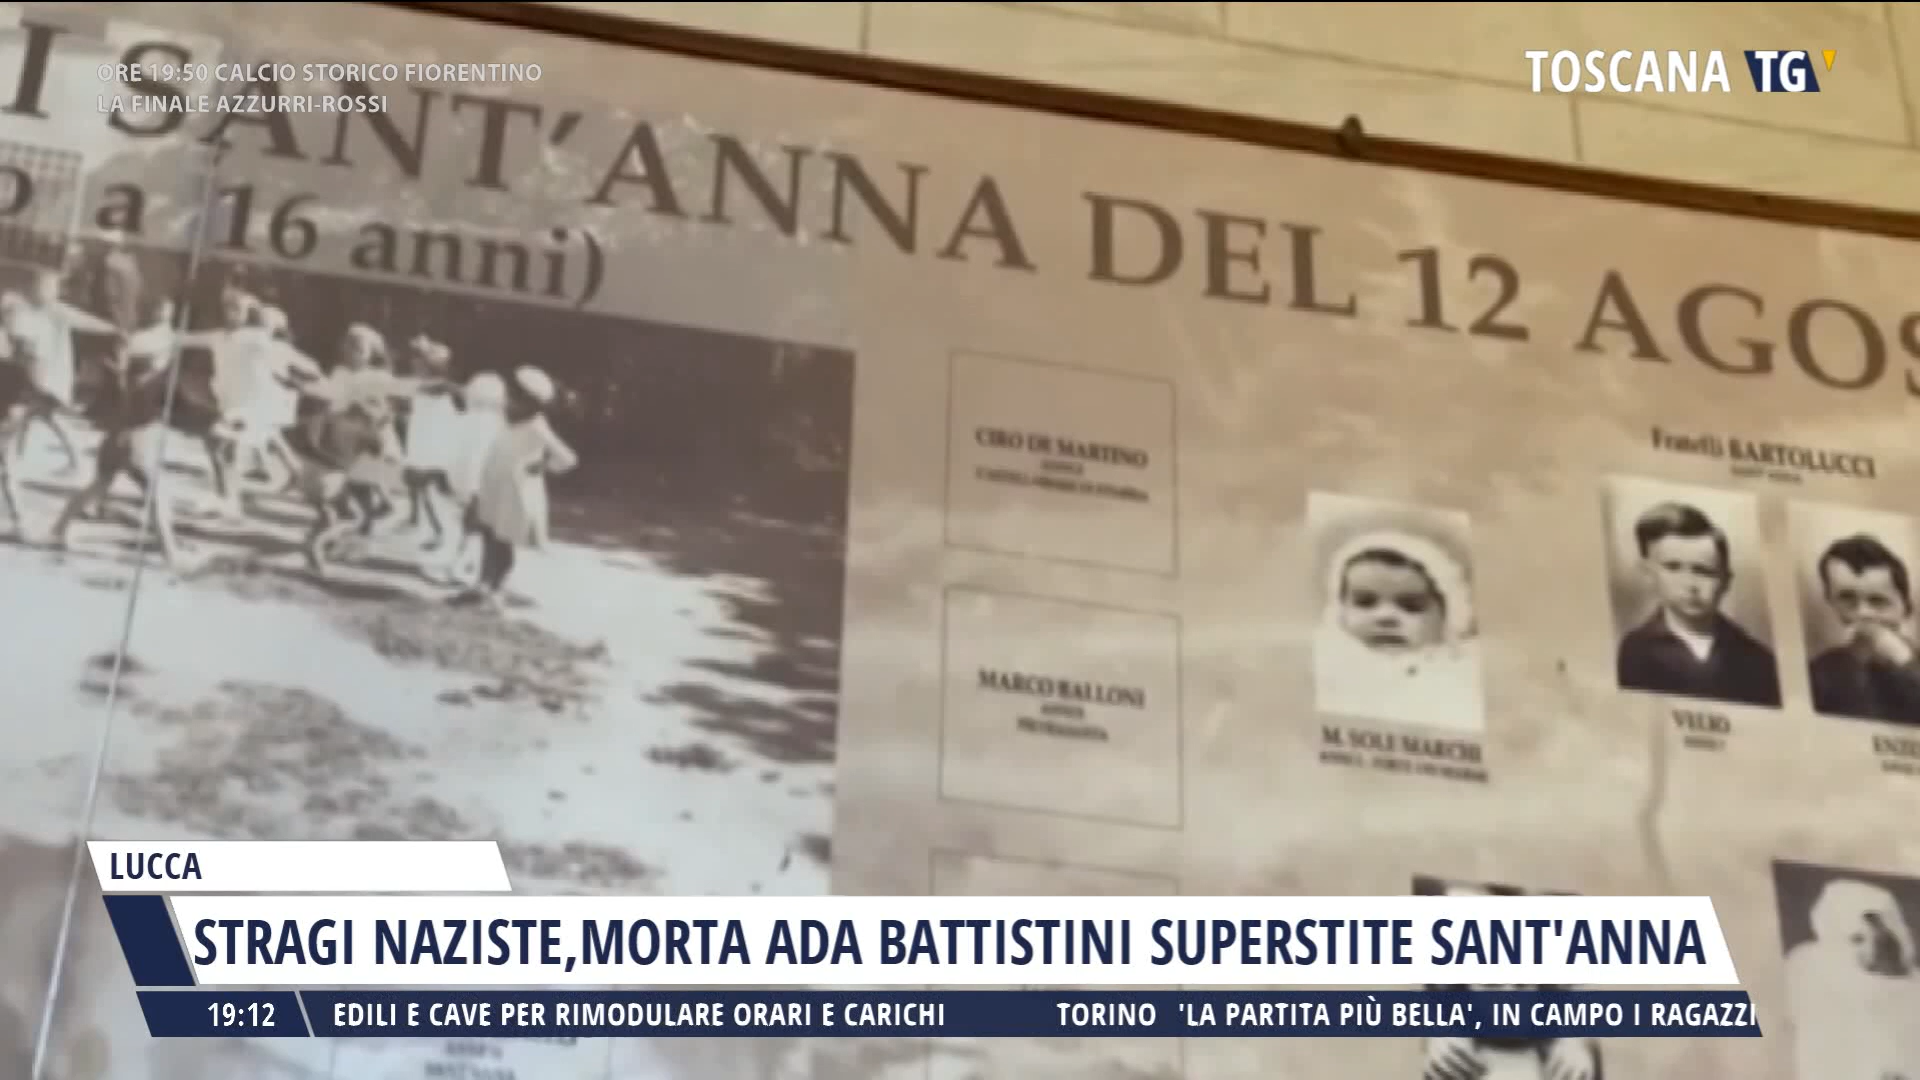 ORE 19:50 CALCIO STORICO FIORENTINO
LA FINALE AZZURRI-ROSSI
TOSCANA TG
I SANT'ANNA DEL 12 AGOS
o a 16 anni)
CIRO DE MARTINO
Fratelli BARTOLUCCI
MARCO BALLONI
PIETRASANTA
M. SOLE MARCHI
VELIO
LUCCA
STRAGI NAZISTE,MORTA ADA BATTISTINI SUPERSTITE SANT'ANNA
19:12 EDILI E CAVE PER RIMODULARE ORARI E CARICHI TORINO 'LA PARTITA PIÙ BELLA', IN CAMPO I RAGAZZI